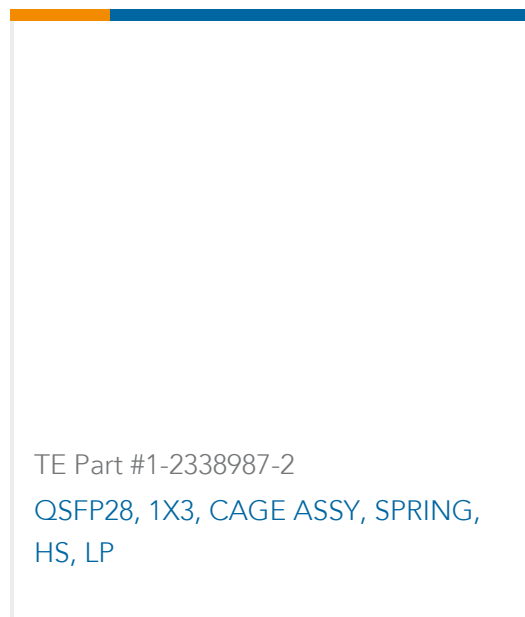 TE Part #1-2338987-2
QSFP28, 1X3, CAGE ASSY, SPRING,
HS, LP